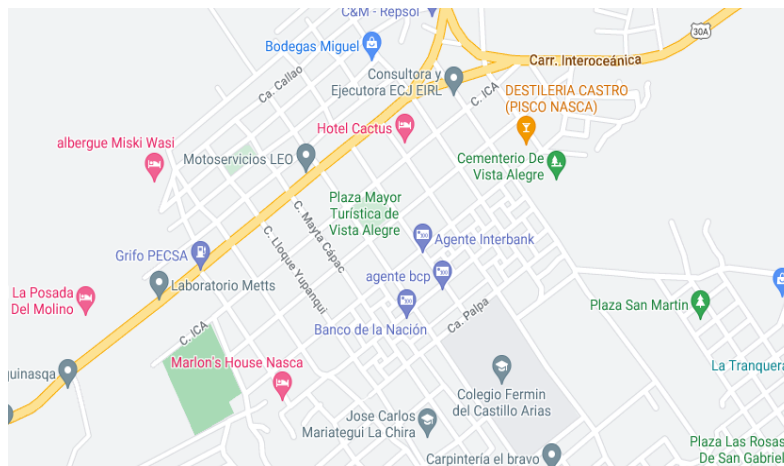 C&M - Repsol
Bodegas Miguel
Carr. Interoceánica
30A
Ca. Callao
Consultora y
Ejecutora ECJ EIRL
C. ICA
DESTILERIA CASTRO
(PISCO NASCA)
Hotel Cactus
albergue Miski Wasi
Motoservicios LEO
Cementerio De
Vista Alegre
Plaza Mayor
Turística de
Vista Alegre
C. Mayta Cápac
C. Lloque Yupanqui
Agente Interbank
Grifo PECSA
agente bcp
Laboratorio Metts
La Posada
Del Molino
Banco de la Nación
Ca. Palpa
Plaza San Martin
C. ICA
Marlon's House Nasca
quinasqa
La Tranquera
Colegio Fermin
del Castillo Arias
Jose Carlos
Mariategui La Chira
Plaza Las Rosas
De San Gabriel
Carpintería el bravo